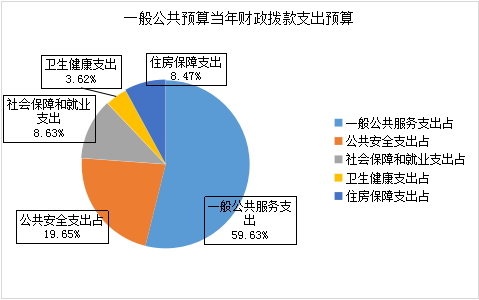 一般公共预算当年财政拨款支出预算
卫生健康支出
3.62%
住房保障支出
8.47%
社会保障和就业
支出
8.63%
公共安全支出占
19.65%
一般公共服务支
出
59.63%
一般公共服务支出占
公共安全支出占
社会保障和就业支出占
卫生健康支出占
住房保障支出占